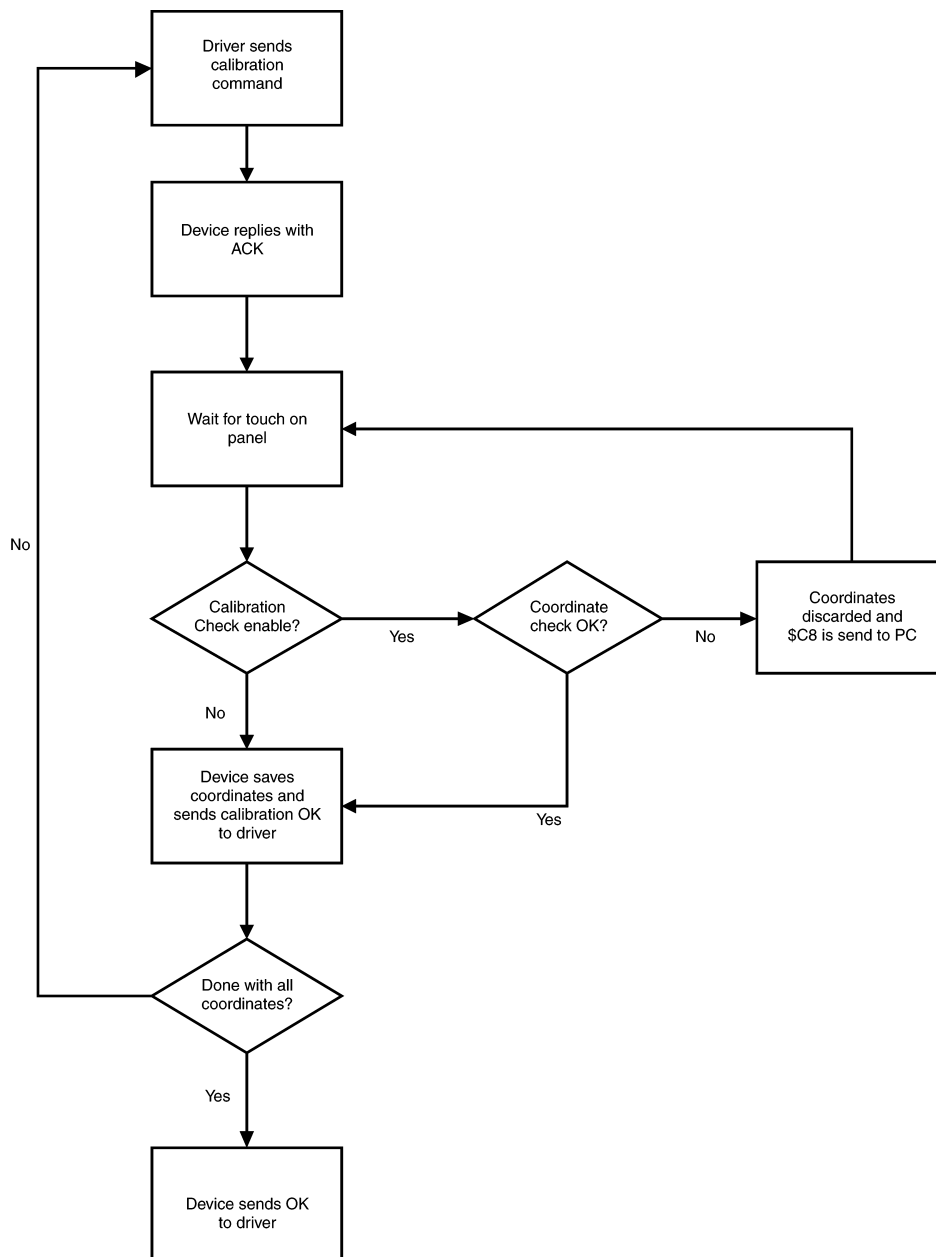 Driver sends
calibration
command
Device replies with
ACK
Wait for touch on
panel
No
Calibration
Check enable?
Yes
Coordinate
check OK?
No
Coordinates
discarded and
$C8 is send to PC
No
Device saves
coordinates and
sends calibration OK
to driver
Yes
Done with all
coordinates?
Yes
Device sends OK
to driver